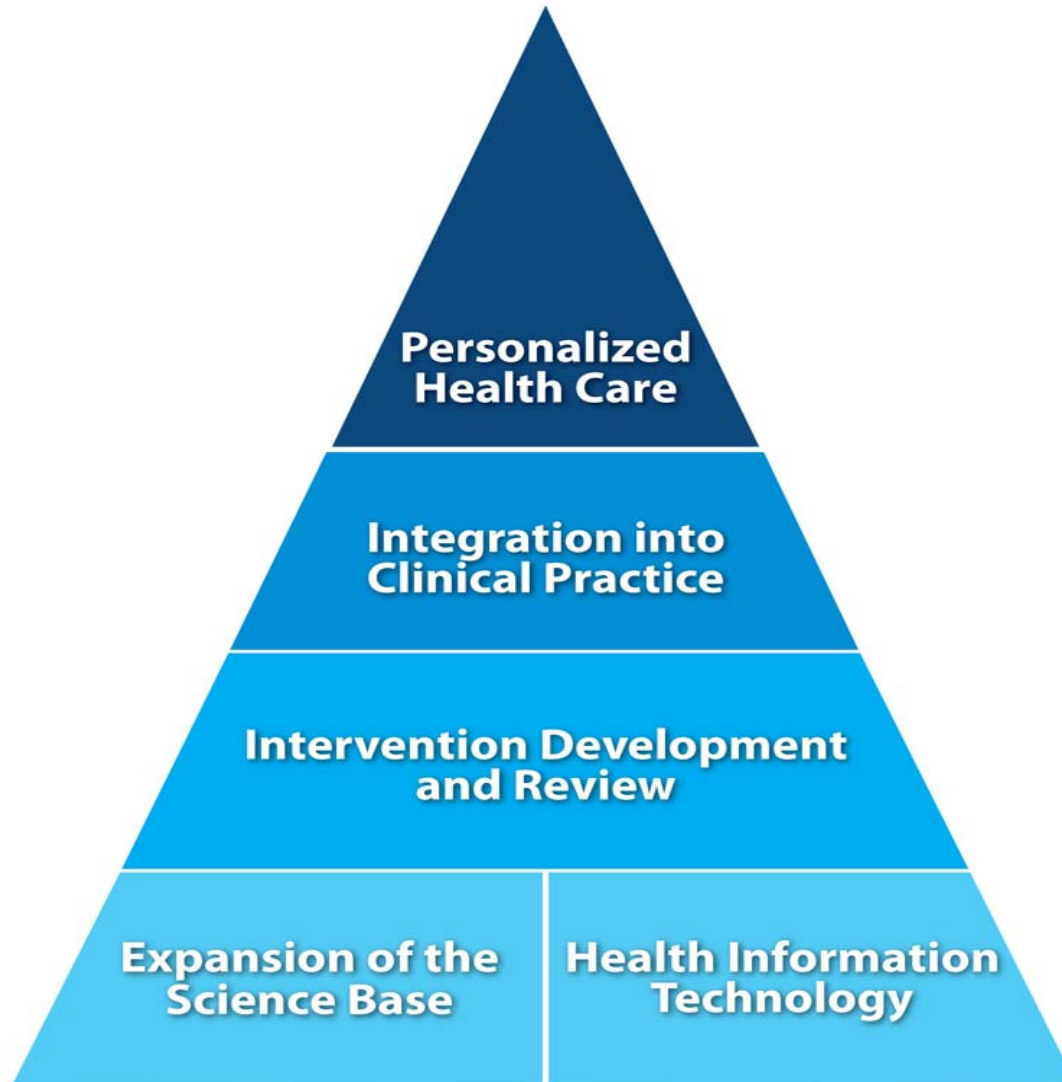 Personalized
Health Care
Integration into
Clinical Practice
Intervention Development
and Review
Expansion of the
Science Base
Health Information
Technology